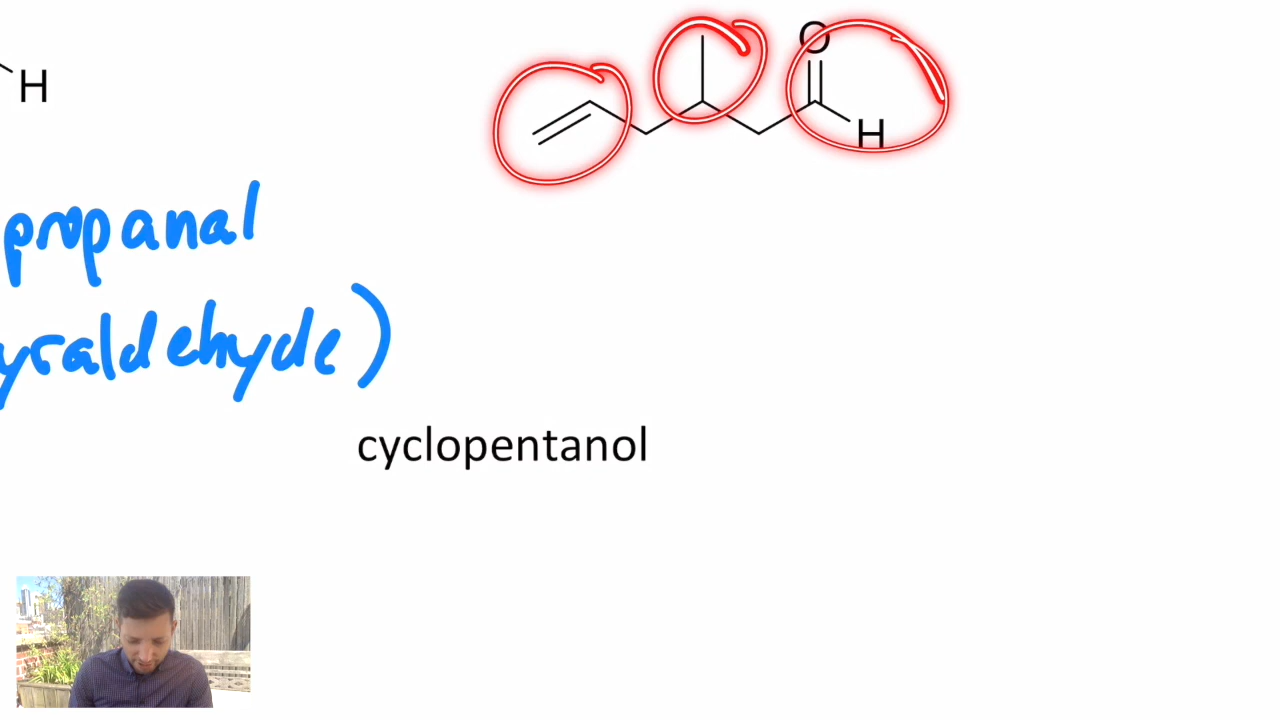 O
H
H
propanal
yraldehyde)
cyclopentanol